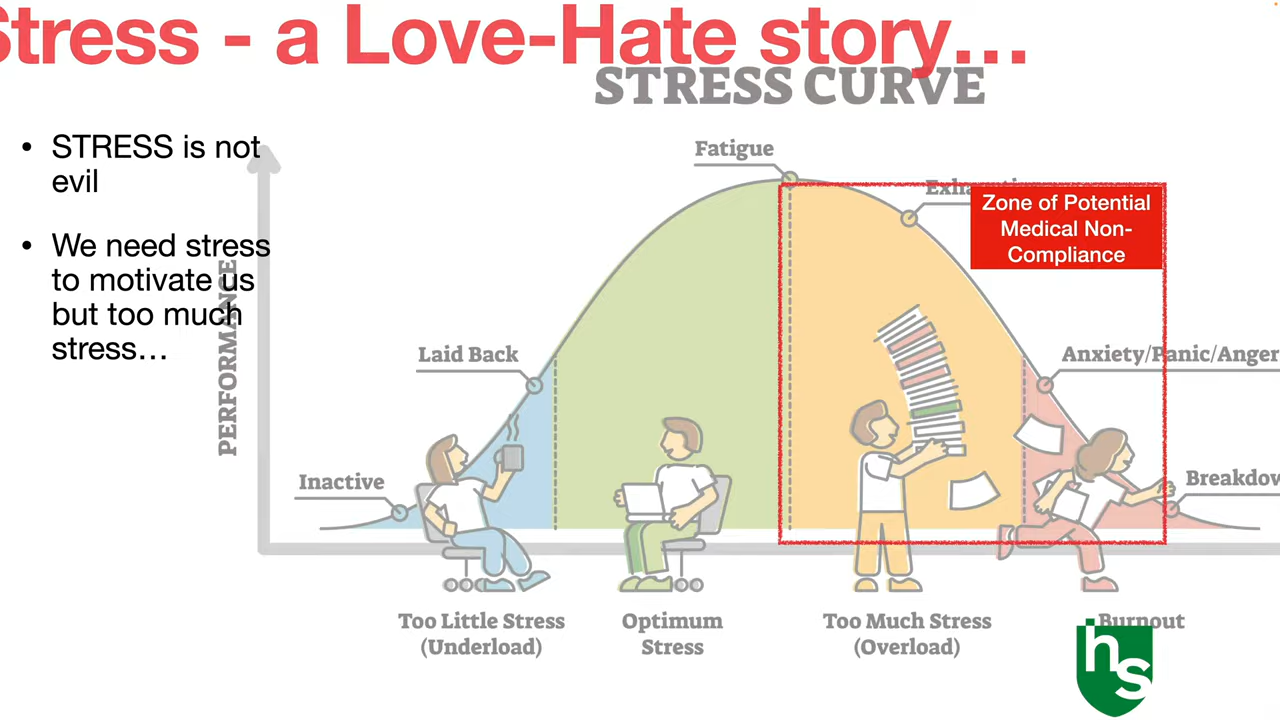 Stress - a Love-Hate story...
STRESS CURVE
• STRESS is not
evil
• We need stress
to motivate us
but too much
stress...
PERFORMANCE
Inactive
Laid Back
Fatigue
Zone of Potential
Medical Non-
Compliance
Anxiety/Panic/Anger
Breakdow
Too Little Stress
(Underload)
Optimum
Stress
Too Much Stress
(Overload)
Burnout
hs